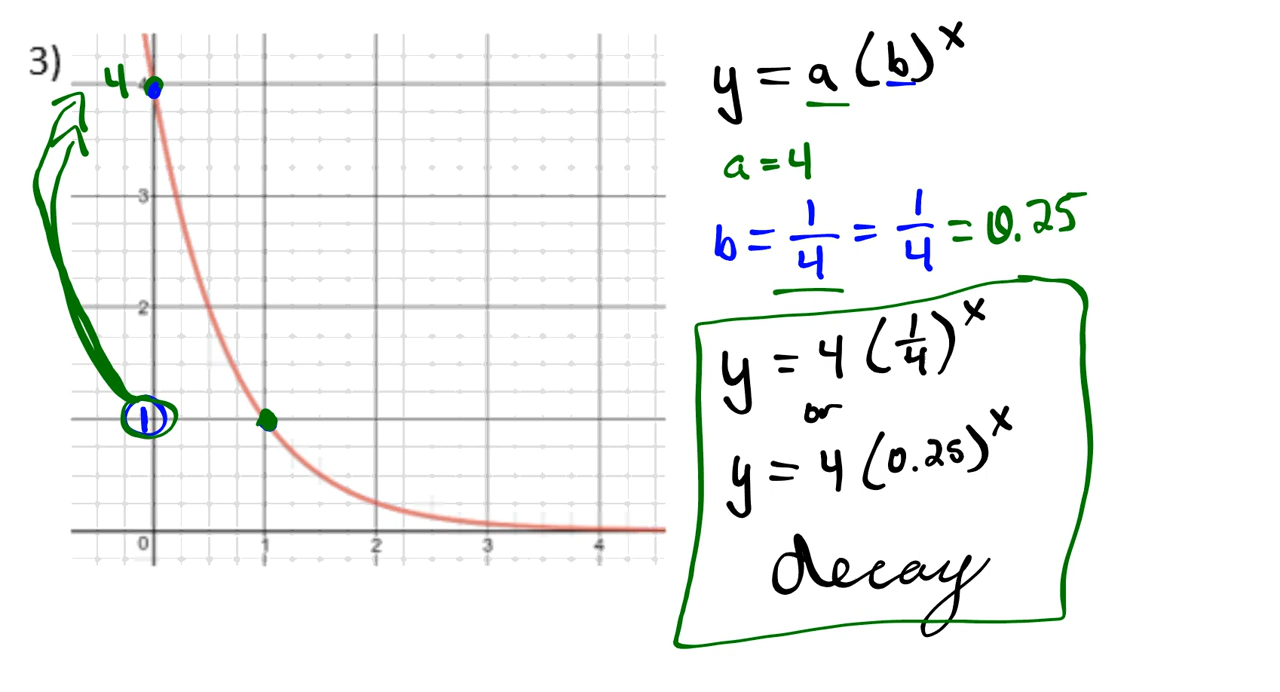 3)
4
4
3
2
1
0
1
2
3
4
y = a (b)^x
a = 4
b = 1/4 = 1/4 = 0.25
y = 4 (1/4)^x
or
y = 4 (0.25)^x
decay